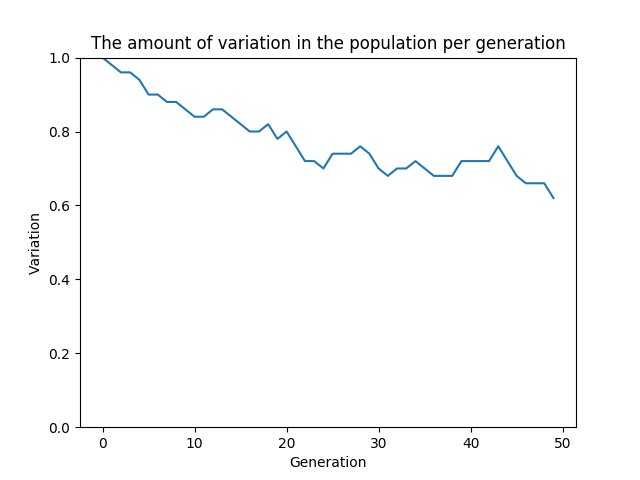 The amount of variation in the population per generation
1.0
0.8
0.6
0.4
0.2
0.0
Variation
0 10 20 30 40 50
Generation